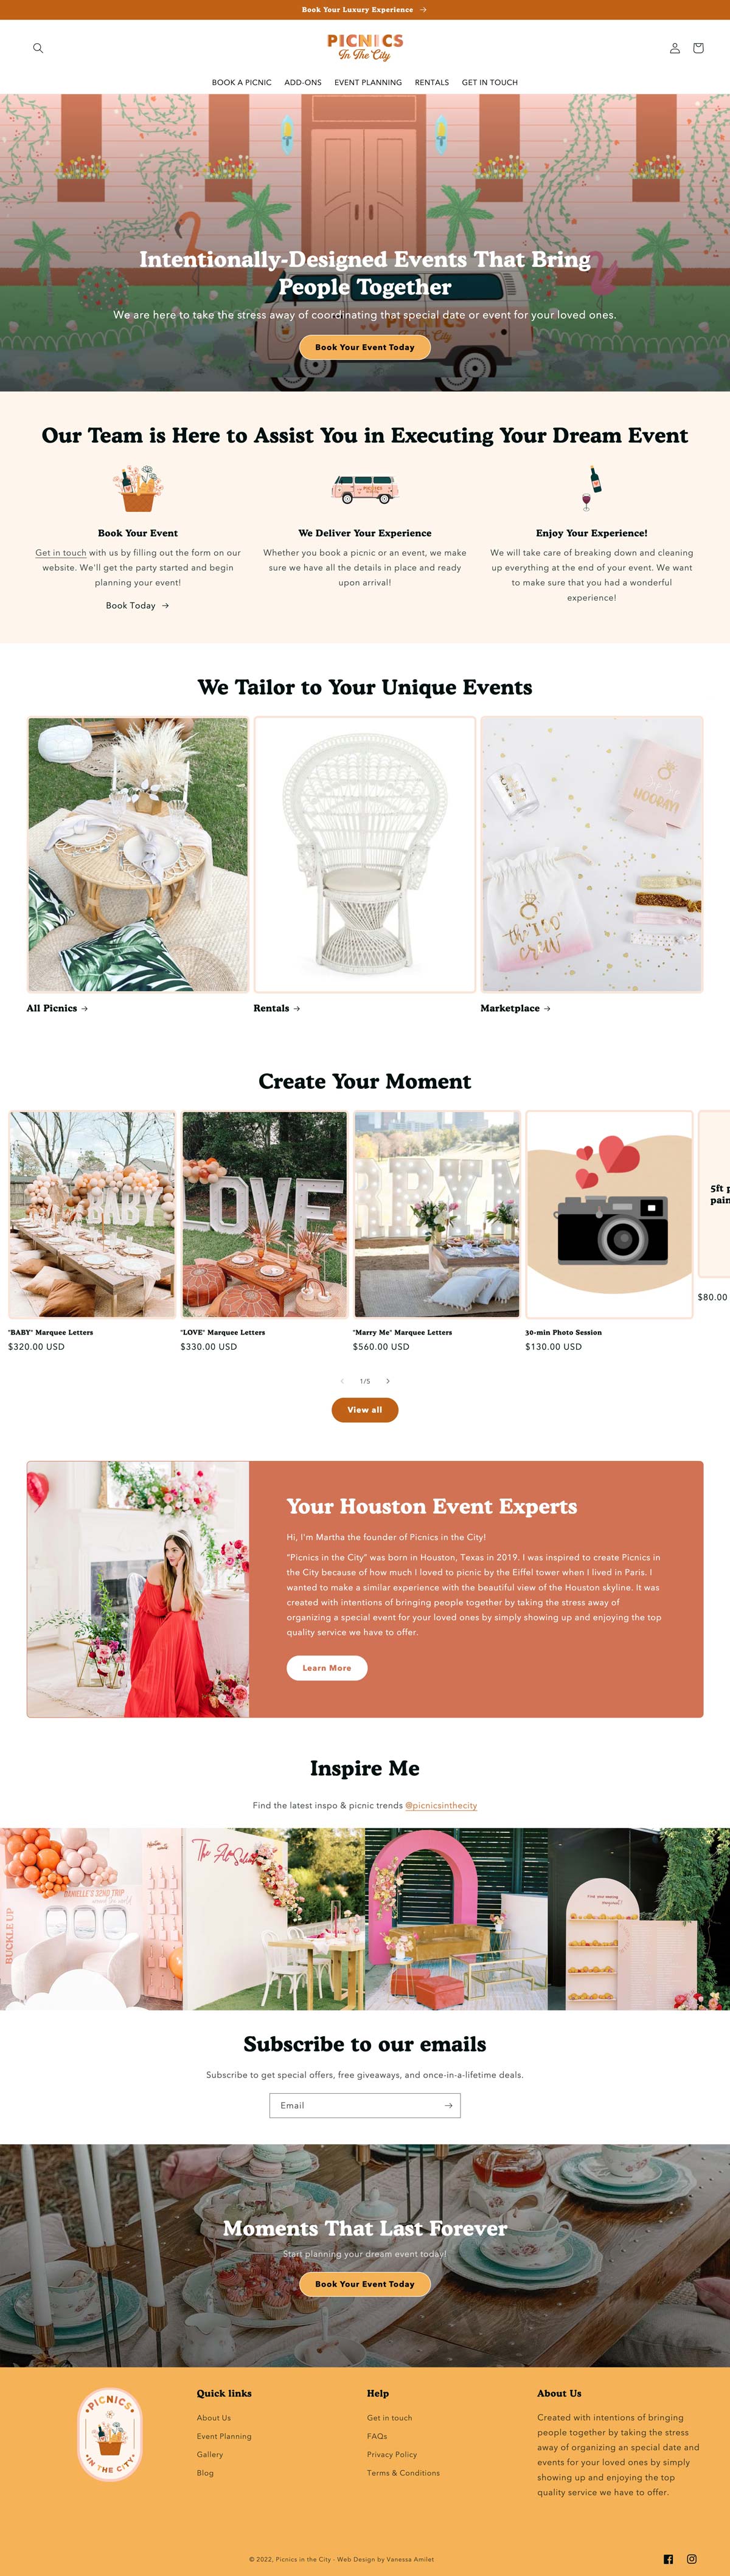 Book Your Luxury Experience →
PICNICS
In The City
BOOK A PICNIC ADD-ONS EVENT PLANNING RENTALS GET IN TOUCH
Intentionally-Designed Events That Bring
People Together
We are here to take the stress away of coordinating that special date or event for your loved ones.
Book Your Event Today
Our Team is Here to Assist You in Executing Your Dream Event
Book Your Event
Get in touch with us by filling out the form on our
website. We'll get the party started and begin
planning your event!
Book Today →
We Deliver Your Experience
Whether you book a picnic or an event, we make
sure we have all the details in place and ready
upon arrival!
Enjoy Your Experience!
We will take care of breaking down and cleaning
up everything at the end of your event. We want
to make sure that you had a wonderful
experience!
We Tailor to Your Unique Events
HOORAY!
the "I DO"
crew
All Picnics →
Rentals →
Marketplace →
Create Your Moment
BABY
LOVE
RRY M
5ft p
pain
"BABY" Marquee Letters
$320.00 USD
"LOVE" Marquee Letters
$330.00 USD
"Marry Me" Marquee Letters
$560.00 USD
30-min Photo Session
$130.00 USD
$80.00
1/5
View all
Your Houston Event Experts
Hi, I'm Martha the founder of Picnics in the City!
"Picnics in the City" was born in Houston, Texas in 2019. I was inspired to create Picnics in
the City because of how much I loved to picnic by the Eiffel tower when I lived in Paris. I
wanted to make a similar experience with the beautiful view of the Houston skyline. It was
created with intentions of bringing people together by taking the stress away of
organizing a special event for your loved ones by simply showing up and enjoying the top
quality service we have to offer.
Learn More
Inspire Me
Find the latest inspo & picnic trends @picnicsinthecity
DANIELLE'S 32ND TRIP
around the world
BUCKLE UP
Subscribe to our emails
Subscribe to get special offers, free giveaways, and once-in-a-lifetime deals.
Email →
Moments That Last Forever
Start planning your dream event today!
Book Your Event Today
PICNICS
IN THE CITY
Quick links
About Us
Event Planning
Gallery
Blog
Help
Get in touch
FAQs
Privacy Policy
Terms & Conditions
About Us
Created with intentions of bringing
people together by taking the stress
away of organizing an special date and
events for your loved ones by simply
showing up and enjoying the top
quality service we have to offer.
© 2022, Picnics in the City - Web Design by Vanessa Amilet